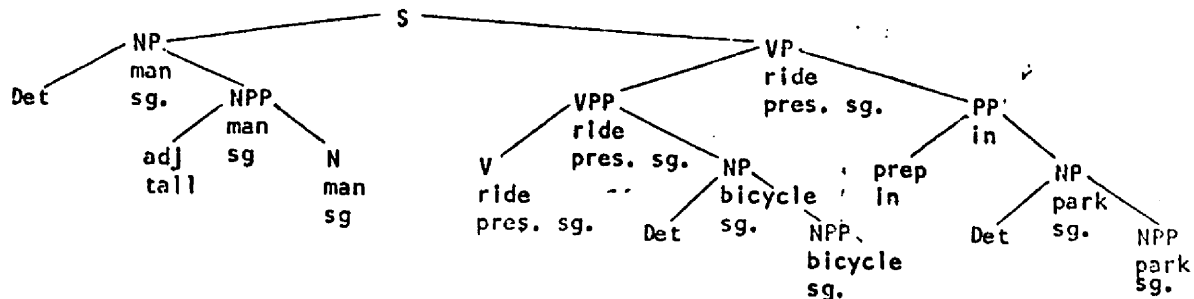 S
NP
man
sg.
VP
ride
pres. sg.
Det
NPP
man
sg
VPP
ride
pres. sg.
PP
in
adj
tall
N
man
sg
V
ride
pres. sg.
NP
bicycle
sg.
prep
in
NP
park
sg.
Det
NPP
bicycle
sg.
Det
NPP
park
sg.